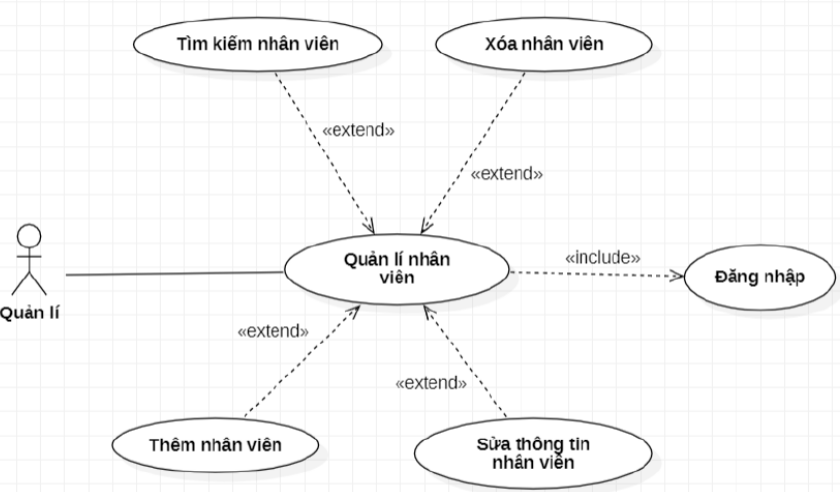 Tìm kiếm nhân viên
Xóa nhân viên
«extend»
«extend»
Quản lí nhân
viên
«include»
Đăng nhập
Quản lí
«extend»
«extend»
Thêm nhân viên
Sửa thông tin
nhân viên